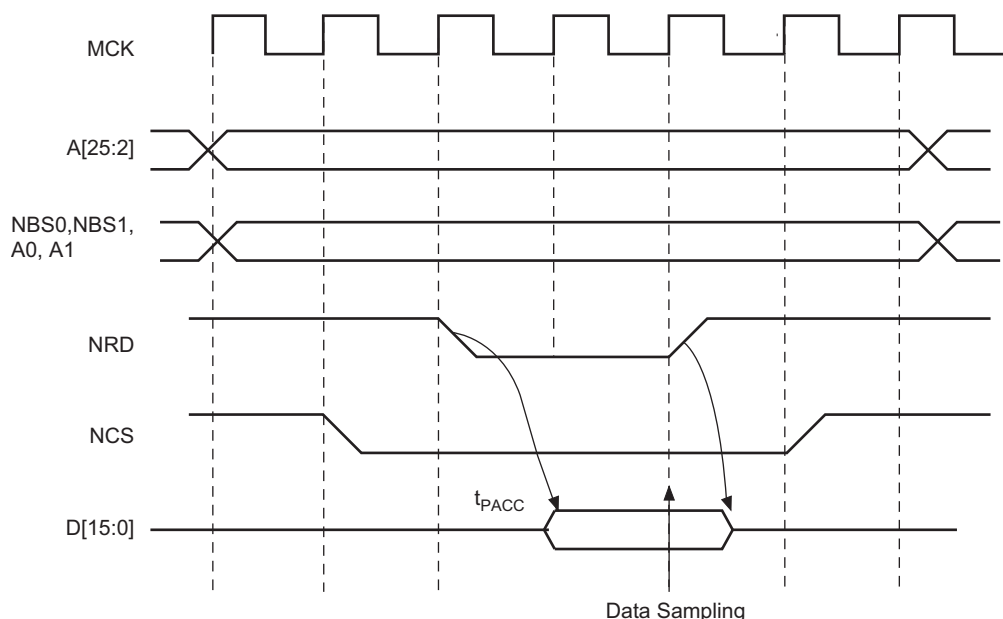 MCK
A[25:2]
NBS0,NBS1,
A0, A1
NRD
NCS
tPACC
D[15:0]
Data Sampling